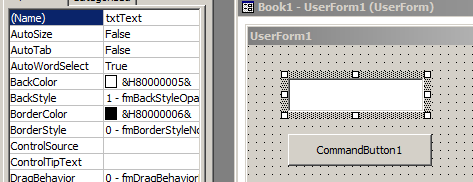 (Name) txtText
AutoSize False
AutoTab False
AutoWordSelect True
BackColor &H80000005&
BackStyle 1 - fmBackStyleOpa
BorderColor &H80000006&
BorderStyle 0 - fmBorderStyleNo
ControlSource
ControlTipText
DragBehavior 0 - fmDragBehavior
Book1 - UserForm1 (UserForm)
UserForm1
CommandButton1